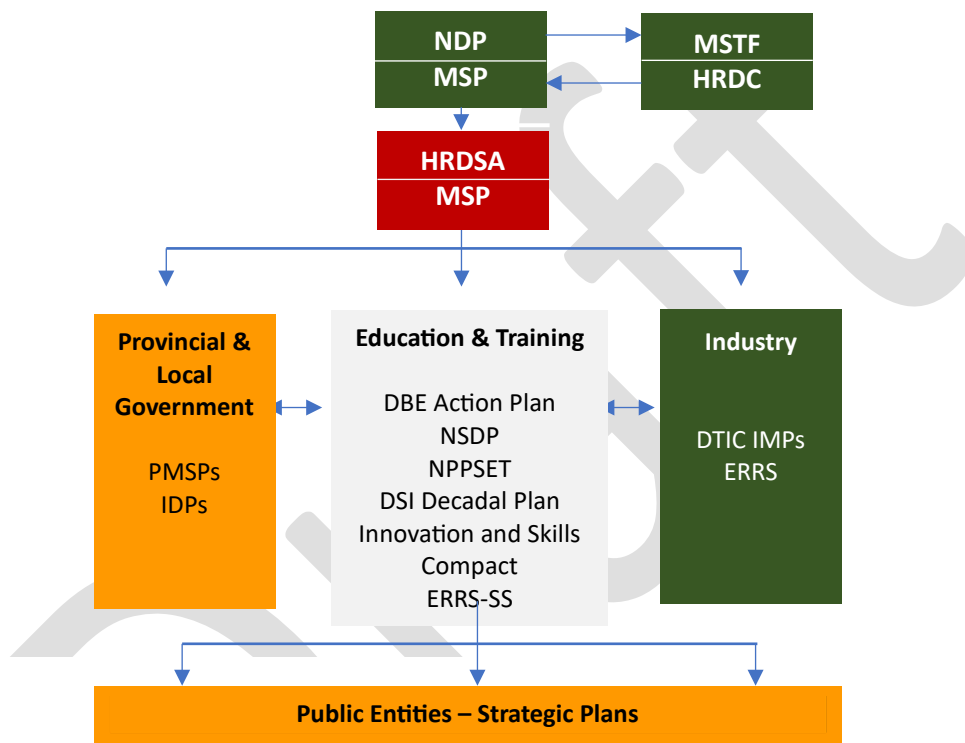 NDP
MSP
MSTF
HRDC
HRDSA
MSP
Provincial &
Local
Government
PMSPs
IDPs
Education & Training
DBE Action Plan
NSDP
NPPSET
DSI Decadal Plan
Innovation and Skills
Compact
ERRS-SS
Industry
DTIC IMPs
ERRS
Public Entities – Strategic Plans